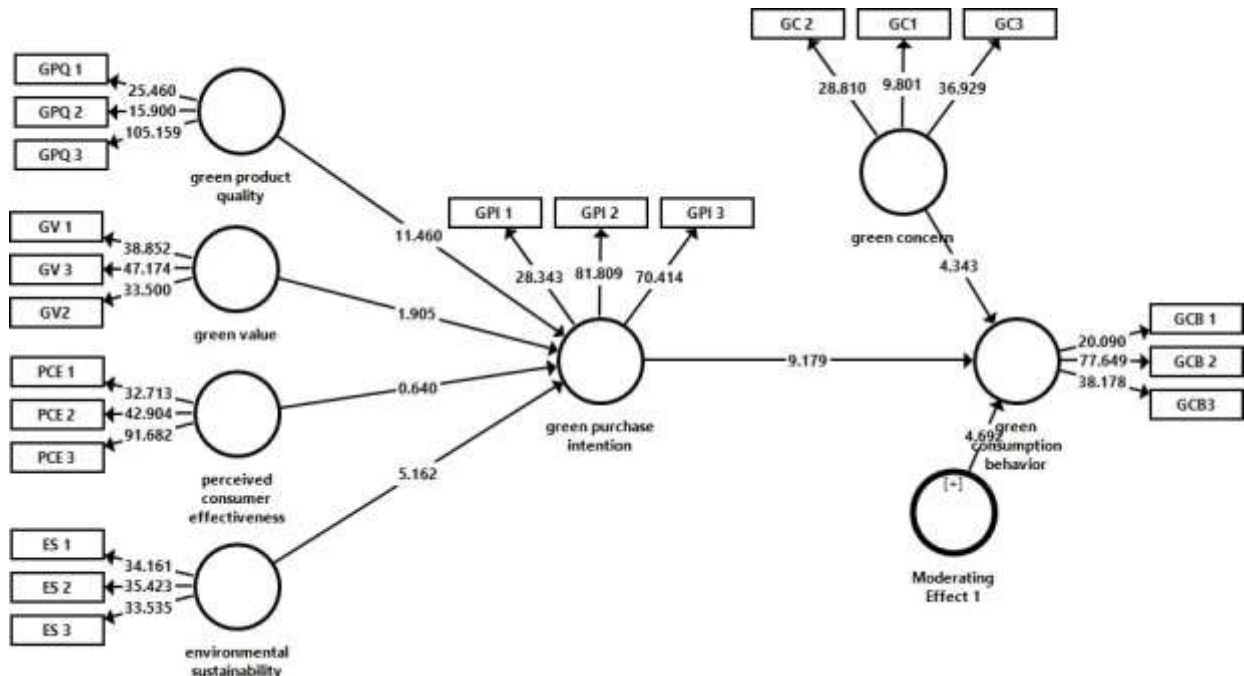 GC 2
GC1
GC3
28.810
9.801
36.929
green concern
4.343
GPQ 1
GPQ 2
GPQ 3
25.460
15.900
105.159
green product
quality
11.460
GV 1
GV 3
GV2
38.852
47.174
33.500
green value
1.905
PCE 1
PCE 2
PCE 3
32.713
42.904
91.682
perceived
consumer
effectiveness
0.640
ES 1
ES 2
ES 3
34.161
35.423
33.535
environmental
sustainability
5.162
GPI 1
GPI 2
GPI 3
28.343
81.809
70.414
green purchase
intention
9.179
GCB 1
GCB 2
GCB3
20.090
77.649
38.178
green
consumption
behavior
4.692
[+]
Moderating
Effect 1